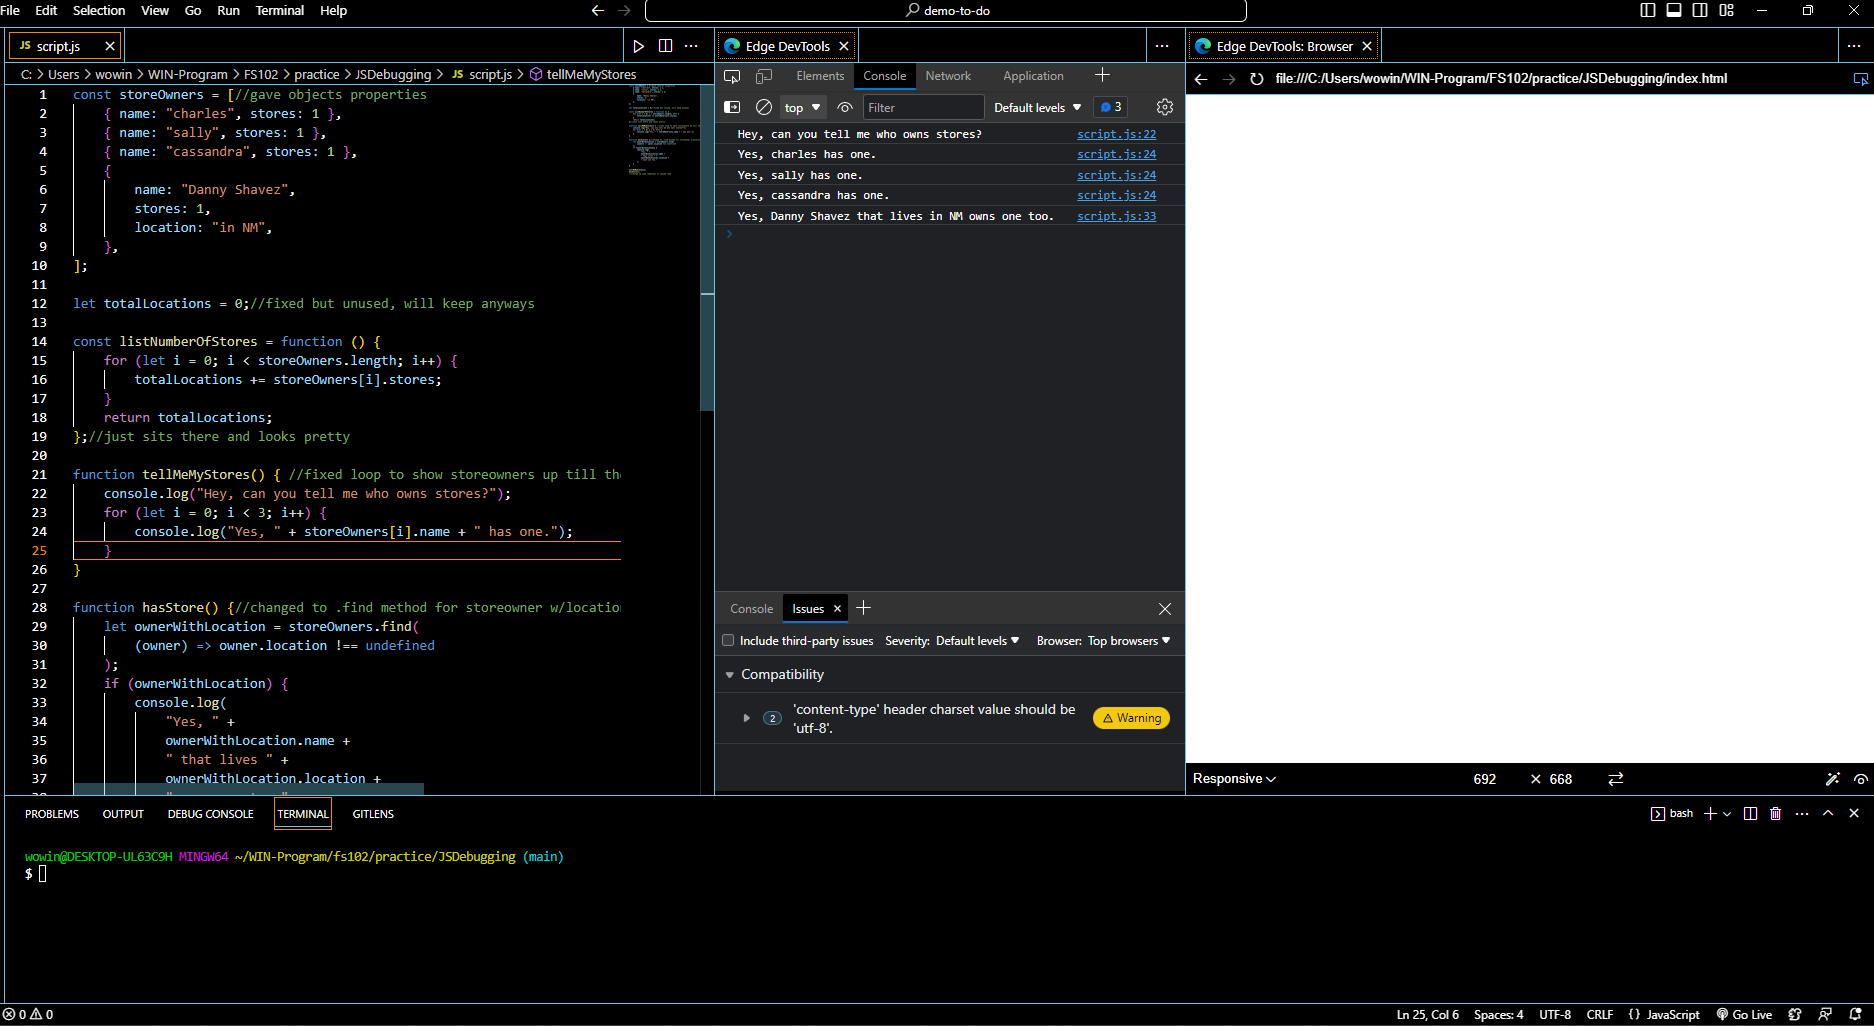 File Edit Selection View Go Run Terminal Help
demo-to-do
JS script.js
Edge DevTools
Edge DevTools: Browser
C: > Users > wowin > WIN-Program > FS102 > practice > JSDebugging > JS script.js > tellMeMyStores
1 const storeOwners = [//gave objects properties
2 { name: "charles", stores: 1 },
3 { name: "sally", stores: 1 },
4 { name: "cassandra", stores: 1 },
5 {
6 name: "Danny Shavez",
7 stores: 1,
8 location: "in NM",
9 },
10 ];
11
12 let totalLocations = 0;//fixed but unused, will keep anyways
13
14 const listNumberOfStores = function () {
15 for (let i = 0; i < storeOwners.length; i++) {
16 totalLocations += storeOwners[i].stores;
17 }
18 return totalLocations;
19 };//just sits there and looks pretty
20
21 function tellMeMyStores() { //fixed loop to show storeowners up till the
22 console.log("Hey, can you tell me who owns stores?");
23 for (let i = 0; i < 3; i++) {
24 console.log("Yes, " + storeOwners[i].name + " has one.");
25 }
26 }
27
28 function hasStore() {//changed to .find method for storeowner w/location
29 let ownerWithLocation = storeOwners.find(
30 (owner) => owner.location !== undefined
31 );
32 if (ownerWithLocation) {
33 console.log(
34 "Yes, " +
35 ownerWithLocation.name +
36 " that lives " +
37 ownerWithLocation.location +
Elements Console Network Application
top Filter Default levels 3
Hey, can you tell me who owns stores? script.js:22
Yes, charles has one. script.js:24
Yes, sally has one. script.js:24
Yes, cassandra has one. script.js:24
Yes, Danny Shavez that lives in NM owns one too. script.js:33
Console Issues
Include third-party issues Severity: Default levels Browser: Top browsers
Compatibility
2 'content-type' header charset value should be
'utf-8'.
Warning
file:///C:/Users/wowin/WIN-Program/FS102/practice/JSDebugging/index.html
Responsive 692 × 668
PROBLEMS OUTPUT DEBUG CONSOLE TERMINAL GITLENS
bash
wowin@DESKTOP-UL63C9H MINGW64 ~/WIN-Program/fs102/practice/JSDebugging (main)
$
0 0
Ln 25, Col 6 Spaces: 4 UTF-8 CRLF {} JavaScript Go Live